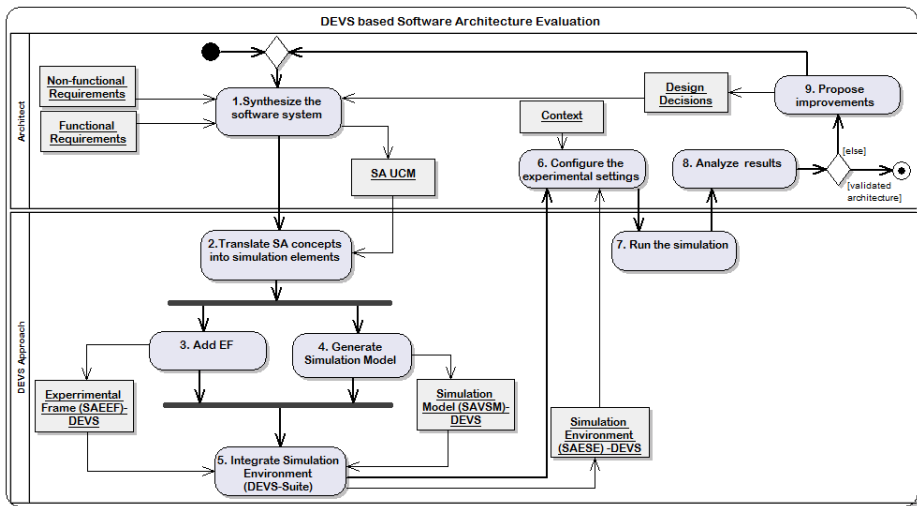 DEVS based Software Architecture Evaluation
Architect
Non-functional
Requirements
Functional
Requirements
1.Synthesize the
software system
SA UCM
Context
Design
Decisions
9. Propose
improvements
6. Configure the
experimental settings
8. Analyze results
[else]
[validated
architecture]
DEVS Approach
2.Translate SA concepts
into simulation elements
7. Run the simulation
3. Add EF
4. Generate
Simulation Model
Experrimental
Frame (SAEEF)-
DEVS
Simulation
Model (SAVSM)-
DEVS
Simulation
Environment
(SAESE) -DEVS
5. Integrate Simulation
Environment
(DEVS-Suite)